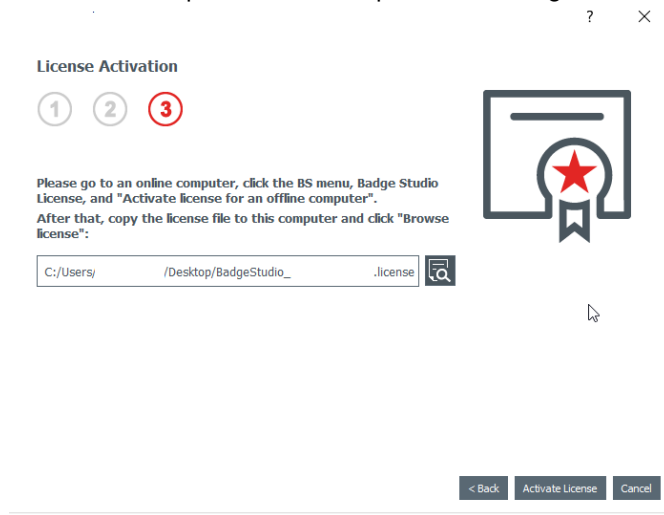 ?
License Activation
1 2 3
Please go to an online computer, click the BS menu, Badge Studio
License, and "Activate license for an offline computer".
After that, copy the license file to this computer and click "Browse
license":
C:/Users/ /Desktop/BadgeStudio_ .license
< Back Activate License Cancel